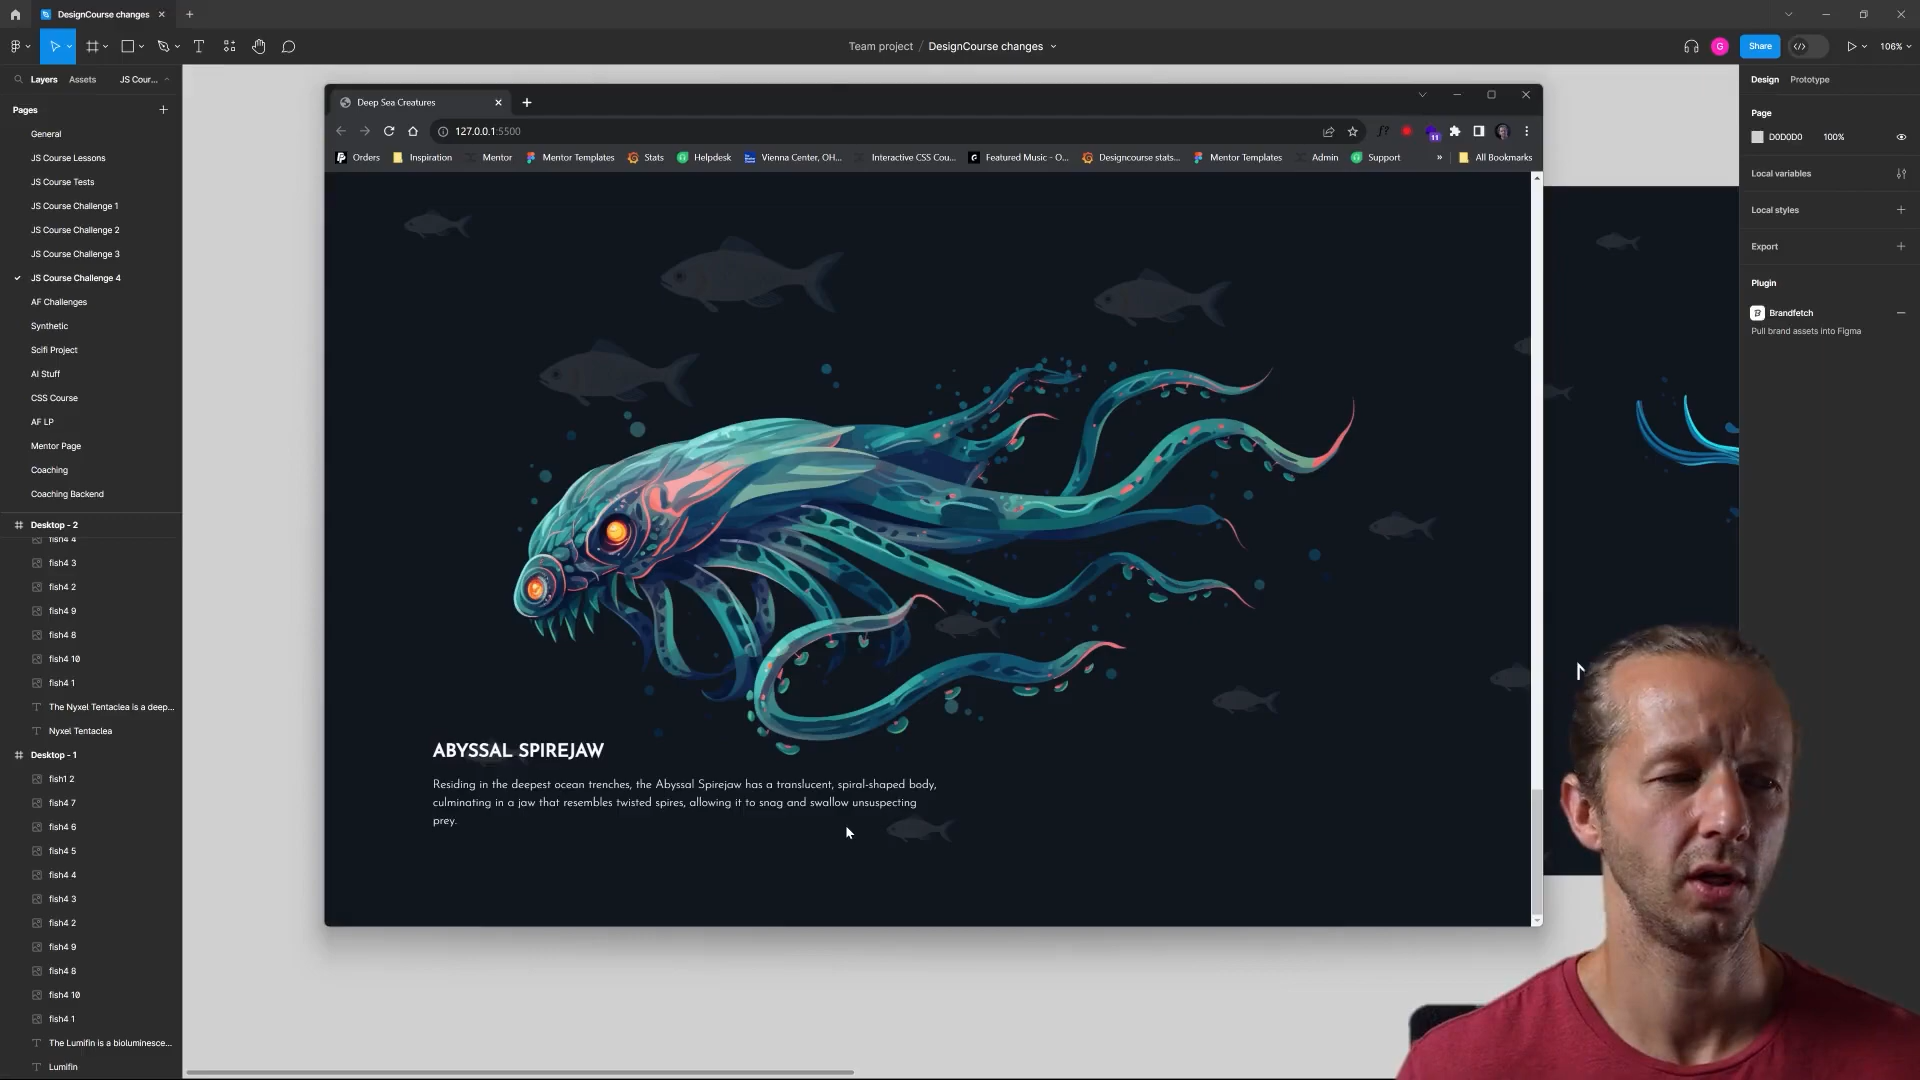 DesignCourse changes
Team project / DesignCourse changes
G
Share
106%
Layers
Assets
JS Cour...
Pages
General
JS Course Lessons
JS Course Tests
JS Course Challenge 1
JS Course Challenge 2
JS Course Challenge 3
JS Course Challenge 4
AF Challenges
Synthetic
Scifi Project
AI Stuff
CSS Course
AF LP
Mentor Page
Coaching
Coaching Backend
Desktop - 2
fish4 4
fish4 3
fish4 2
fish4 9
fish4 8
fish4 10
fish4 1
The Nyxel Tentaclea is a deep...
Nyxel Tentaclea
Desktop - 1
fish1 2
fish4 7
fish4 6
fish4 5
fish4 4
fish4 3
fish4 2
fish4 9
fish4 8
fish4 10
fish4 1
The Lumifin is a bioluminesce...
Lumifin
Deep Sea Creatures
127.0.0.1:5500
11
Orders
Inspiration
Mentor
Mentor Templates
Stats
Helpdesk
Vienna Center, OH...
Interactive CSS Cou...
Featured Music - O...
Designcourse stats...
Mentor Templates
Admin
Support
»
All Bookmarks
ABYSSAL SPIREJAW
Residing in the deepest ocean trenches, the Abyssal Spirejaw has a translucent, spiral-shaped body,
culminating in a jaw that resembles twisted spires, allowing it to snag and swallow unsuspecting
prey.
Design
Prototype
Page
D0D0D0
100%
Local variables
Local styles
Export
Plugin
Brandfetch
Pull brand assets into Figma